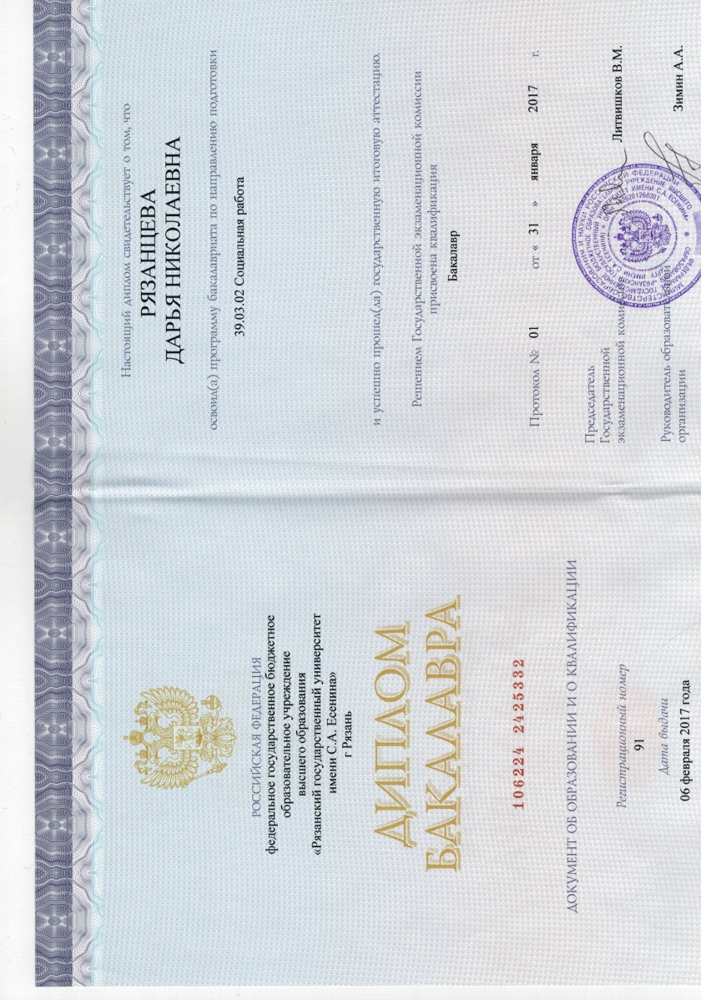 РОССИЙСКАЯ ФЕДЕРАЦИЯ
федеральное государственное бюджетное
образовательное учреждение
высшего образования
«Рязанский государственный университет
имени С.А. Есенина»
г Рязань
ДИПЛОМ
БАКАЛАВРА
106224 2425332
ДОКУМЕНТ ОБ ОБРАЗОВАНИИ И О КВАЛИФИКАЦИИ
Регистрационный номер
91
Дата выдачи
06 февраля 2017 года
Настоящий диплом свидетельствует о том, что
РЯЗАНЦЕВА
ДАРЬЯ НИКОЛАЕВНА
освоил(а) программу бакалавриата по направлению подготовки
39.03.02 Социальная работа
и успешно прошел(ла) государственную итоговую аттестацию.
Решением Государственной экзаменационной комиссии
присвоена квалификация
Бакалавр
Протокол № 01 от « 31 » января 2017 г.
Председатель
Государственной
экзаменационной коми Литвишков В.М.
Руководитель образоват
организации Зимин А.А.